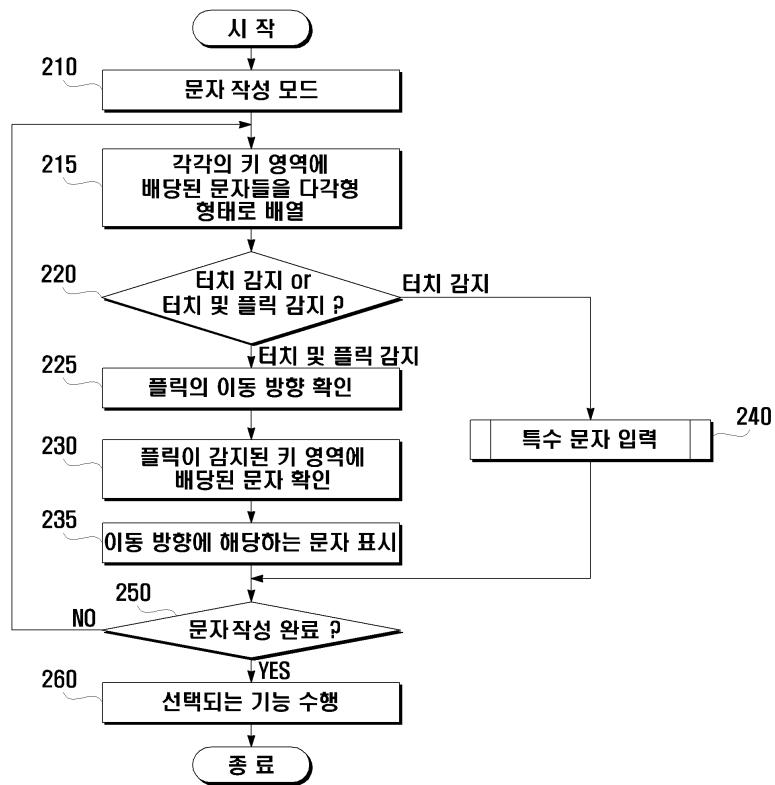 시 작
210
문자 작성 모드
215
각각의 키 영역에
배당된 문자들을 다각형
형태로 배열
220
터치 감지 or
터치 및 플릭 감지 ?
터치 감지
터치 및 플릭 감지
225
플릭의 이동 방향 확인
240
특수 문자 입력
230
플릭이 감지된 키 영역에
배당된 문자 확인
235
이동 방향에 해당하는 문자 표시
250
문자작성 완료 ?
NO
YES
260
선택되는 기능 수행
종 료